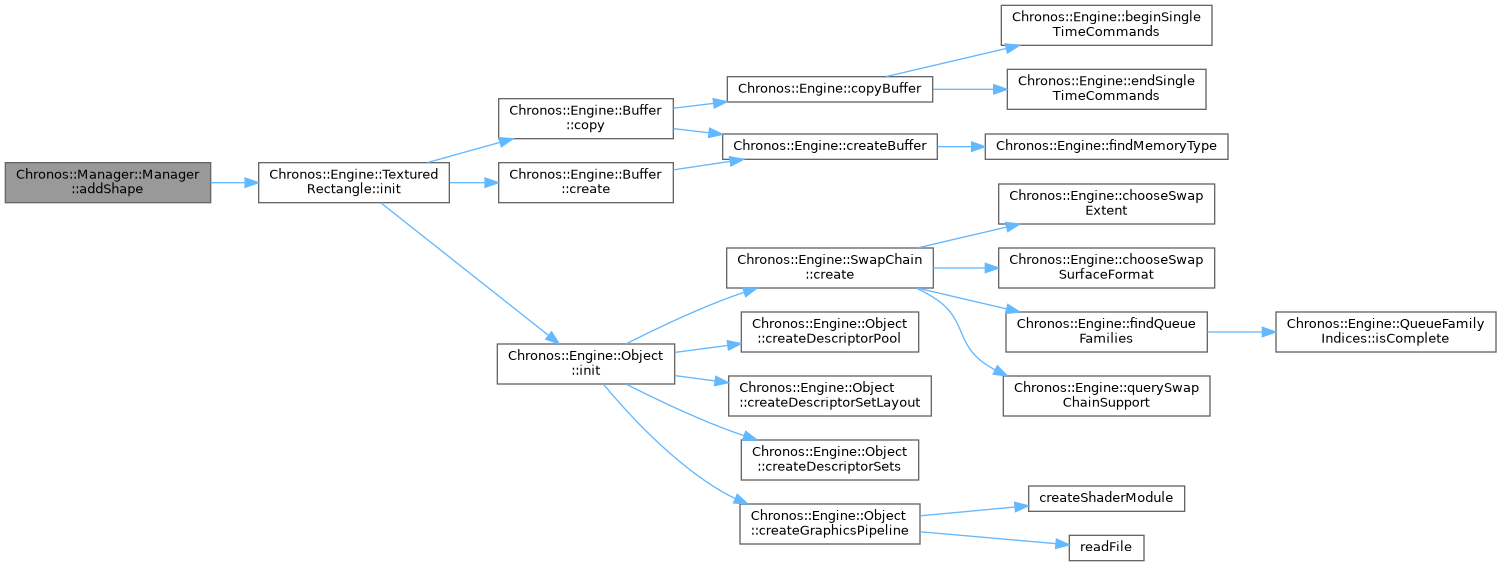 Chronos::Manager::Manager
::addShape
Chronos::Engine::Textured
Rectangle::init
Chronos::Engine::Buffer
::copy
Chronos::Engine::Buffer
::create
Chronos::Engine::Object
::init
Chronos::Engine::copyBuffer
Chronos::Engine::createBuffer
Chronos::Engine::SwapChain
::create
Chronos::Engine::Object
::createDescriptorPool
Chronos::Engine::Object
::createDescriptorSetLayout
Chronos::Engine::Object
::createDescriptorSets
Chronos::Engine::Object
::createGraphicsPipeline
Chronos::Engine::beginSingle
TimeCommands
Chronos::Engine::endSingle
TimeCommands
Chronos::Engine::findMemoryType
Chronos::Engine::chooseSwap
Extent
Chronos::Engine::chooseSwap
SurfaceFormat
Chronos::Engine::findQueue
Families
Chronos::Engine::querySwap
ChainSupport
createShaderModule
readFile
Chronos::Engine::QueueFamily
Indices::isComplete